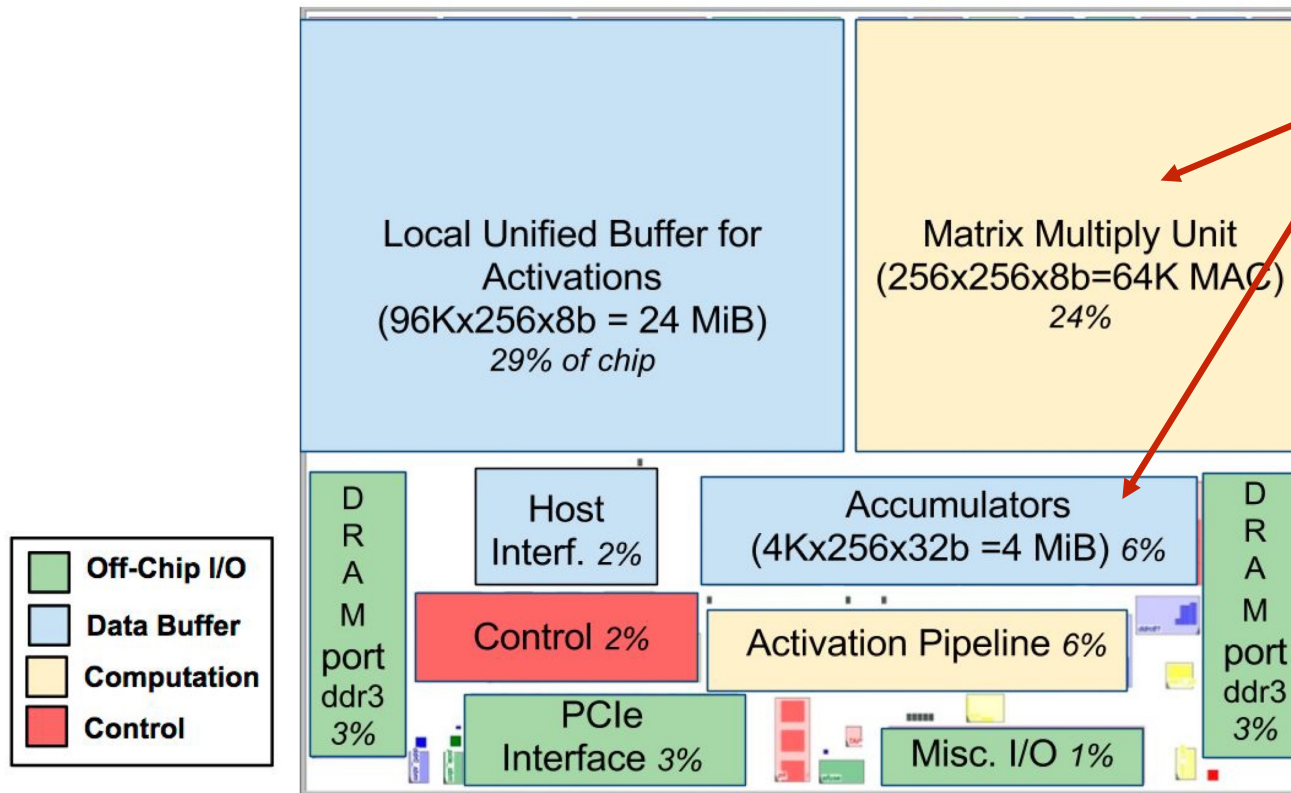 Local Unified Buffer for
Activations
(96Kx256x8b = 24 MiB)
29% of chip
Matrix Multiply Unit
(256x256x8b=64K MAC)
24%
D
R
A
M
port
ddr3
3%
Host
Interf. 2%
Accumulators
(4Kx256x32b =4 MiB) 6%
D
R
A
M
port
ddr3
3%
Control 2%
Activation Pipeline 6%
PCIe
Interface 3%
Misc. I/O 1%
Off-Chip I/O
Data Buffer
Computation
Control